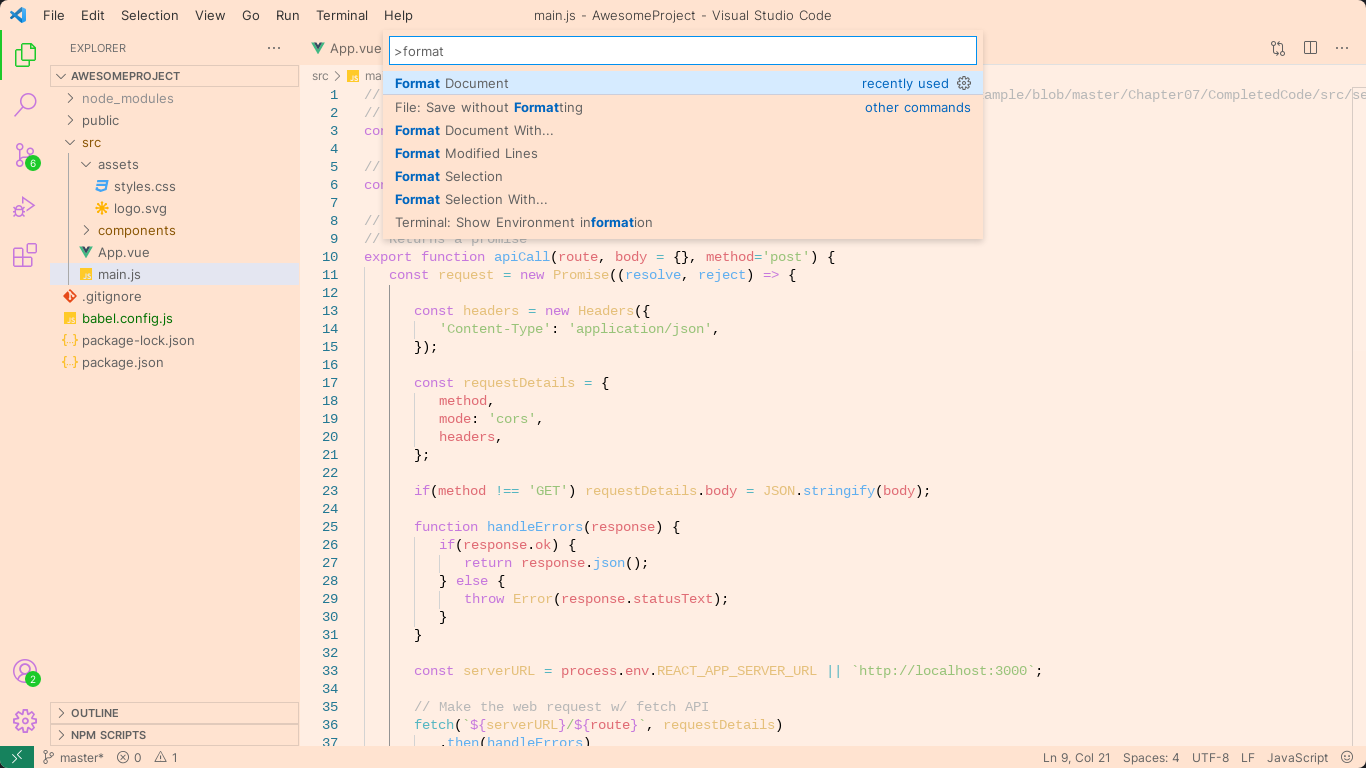 File Edit Selection View Go Run Terminal Help
main.js - AwesomeProject - Visual Studio Code
EXPLORER
AWESOMEPROJECT
node_modules
public
src
assets
styles.css
logo.svg
components
App.vue
main.js
.gitignore
babel.config.js
package-lock.json
package.json
OUTLINE
NPM SCRIPTS
6
2
App.vue
>format
Format Document recently used
File: Save without Formatting other commands
Format Document With...
Format Modified Lines
Format Selection
Format Selection With...
Terminal: Show Environment information
src
1 // ample/blob/master/Chapter07/CompletedCode/src/se
2 //
3
4
5 //
6
7
8 //
9 // Returns a promise
10 export function apiCall(route, body = {}, method='post') {
11 const request = new Promise((resolve, reject) => {
12
13 const headers = new Headers({
14 'Content-Type': 'application/json',
15 });
16
17 const requestDetails = {
18 method,
19 mode: 'cors',
20 headers,
21 };
22
23 if(method !== 'GET') requestDetails.body = JSON.stringify(body);
24
25 function handleErrors(response) {
26 if(response.ok) {
27 return response.json();
28 } else {
29 throw Error(response.statusText);
30 }
31 }
32
33 const serverURL = process.env.REACT_APP_SERVER_URL || `http://localhost:3000`;
34
35 // Make the web request w/ fetch API
36 fetch(`${serverURL}/${route}`, requestDetails)
37 .then(handleErrors)
master* 0 1
Ln 9, Col 21 Spaces: 4 UTF-8 LF JavaScript